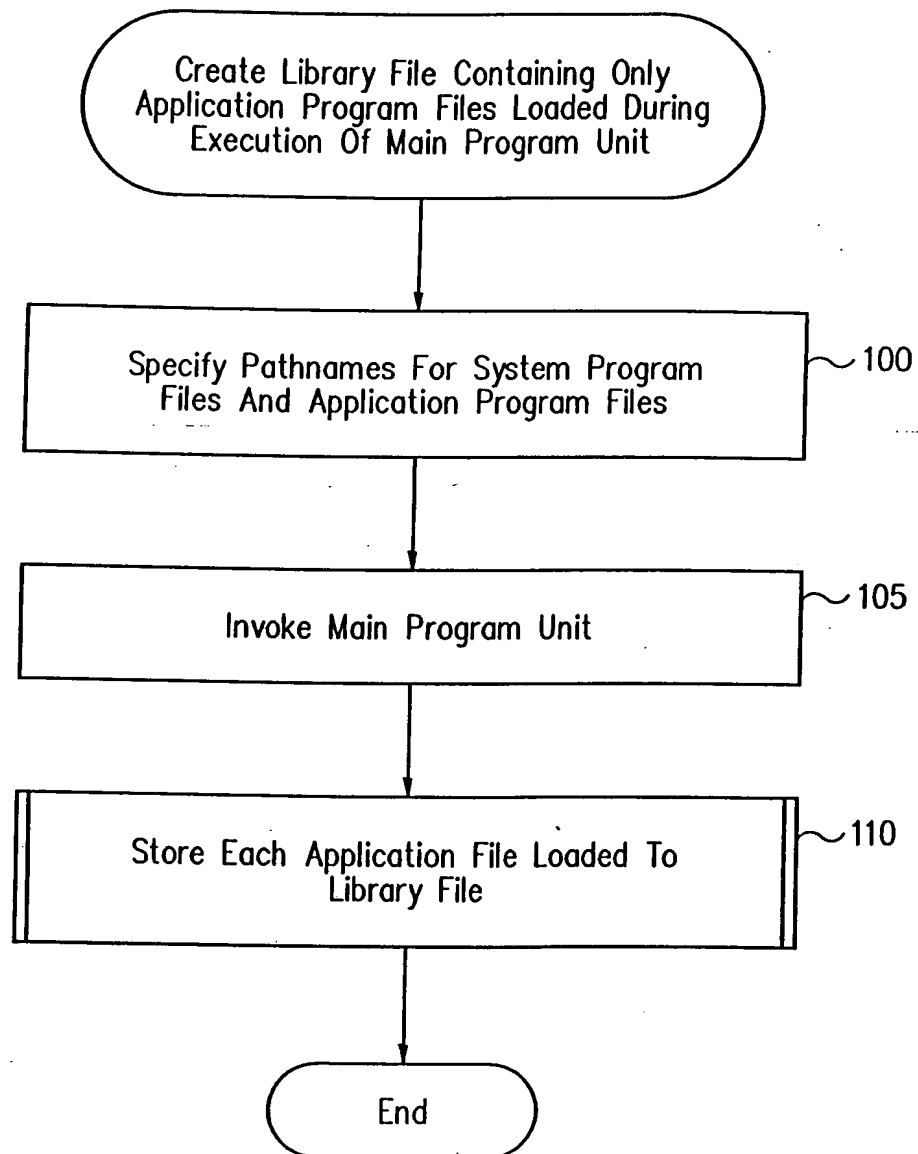 Create Library File Containing Only
Application Program Files Loaded During
Execution Of Main Program Unit
Specify Pathnames For System Program
Files And Application Program Files
100
Invoke Main Program Unit
105
Store Each Application File Loaded To
Library File
110
End